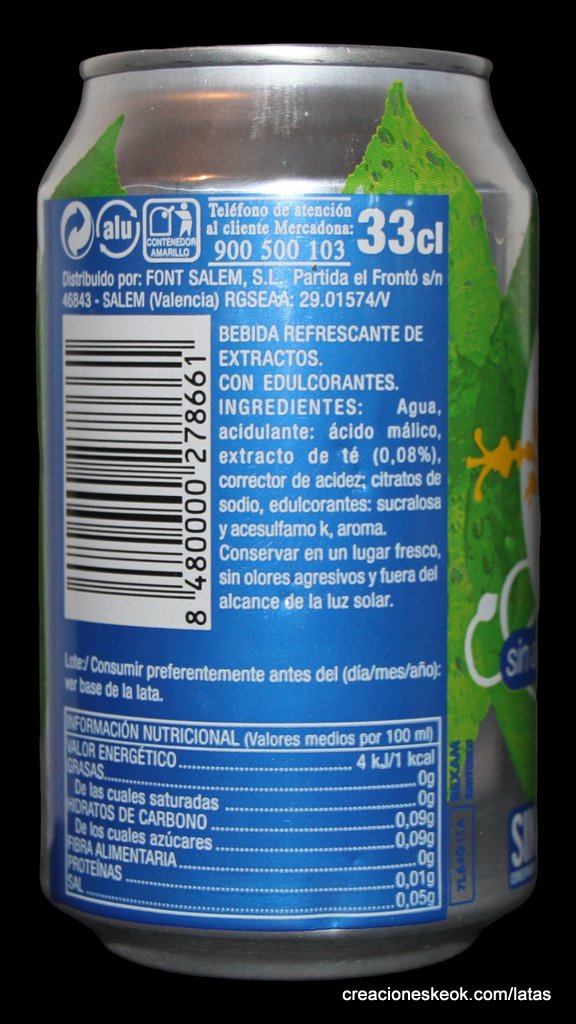 alu
CONTENEDOR
AMARILLO
Teléfono de atención
al cliente Mercadona:
900 500 103
33cl
Distribuido por: FONT SALEM, S.L. Partida el Frontó s/n
46843 - SALEM (Valencia) RGSEAA: 29.01574/V
8 480000 278661
BEBIDA REFRESCANTE DE
EXTRACTOS.
CON EDULCORANTES.
INGREDIENTES: Agua,
acidulante: ácido málico,
extracto de té (0,08%),
corrector de acidez; citratos de
sodio, edulcorantes: sucralosa
y acesulfamo k, aroma.
Conservar en un lugar fresco,
sin olores agresivos y fuera del
alcance de la luz solar.
Lote:/ Consumir preferentemente antes del (día/mes/año):
ver base de la lata.
INFORMACIÓN NUTRICIONAL (Valores medios por 100 ml)
VALOR ENERGÉTICO 4 kJ/1 kcal
GRASAS 0g
De las cuales saturadas 0g
HIDRATOS DE CARBONO 0,09g
De los cuales azúcares 0,09g
FIBRA ALIMENTARIA 0g
PROTEÍNAS 0,01g
SAL 0,05g
REXAM
sin
creacioneskeok.com/latas